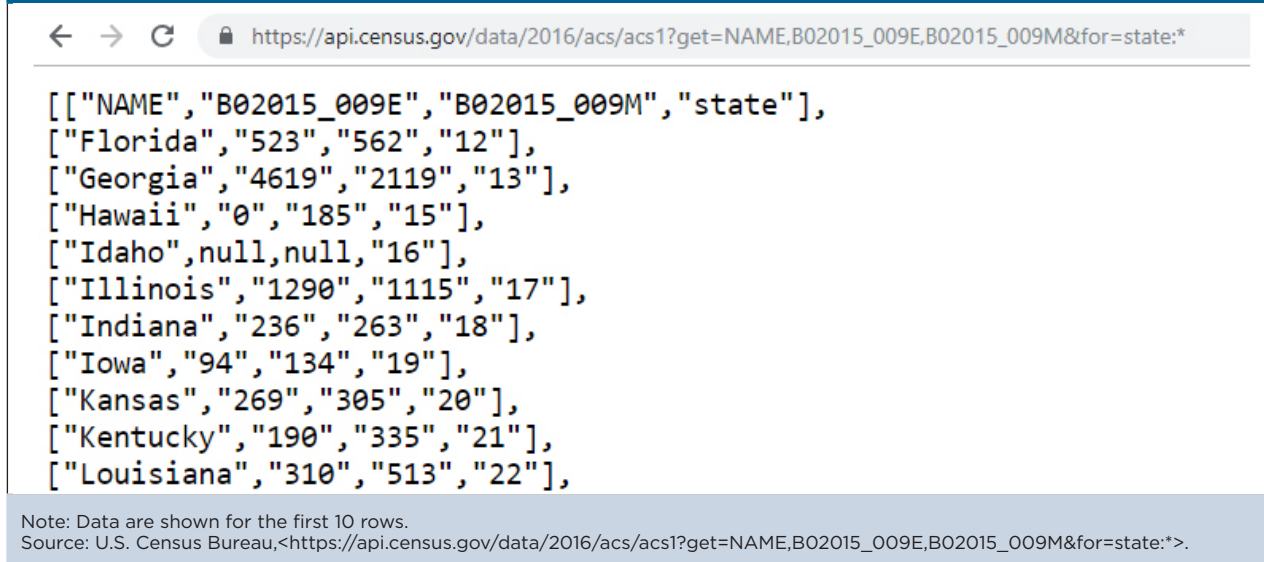 https://api.census.gov/data/2016/acs/acs1?get=NAME,B02015_009E,B02015_009M&for=state:*
[["NAME","B02015_009E","B02015_009M","state"],
["Florida","523","562","12"],
["Georgia","4619","2119","13"],
["Hawaii","0","185","15"],
["Idaho",null,null,"16"],
["Illinois","1290","1115","17"],
["Indiana","236","263","18"],
["Iowa","94","134","19"],
["Kansas","269","305","20"],
["Kentucky","190","335","21"],
["Louisiana","310","513","22"],
Note: Data are shown for the first 10 rows.
Source: U.S. Census Bureau,<https://api.census.gov/data/2016/acs/acs1?get=NAME,B02015_009E,B02015_009M&for=state:*>.